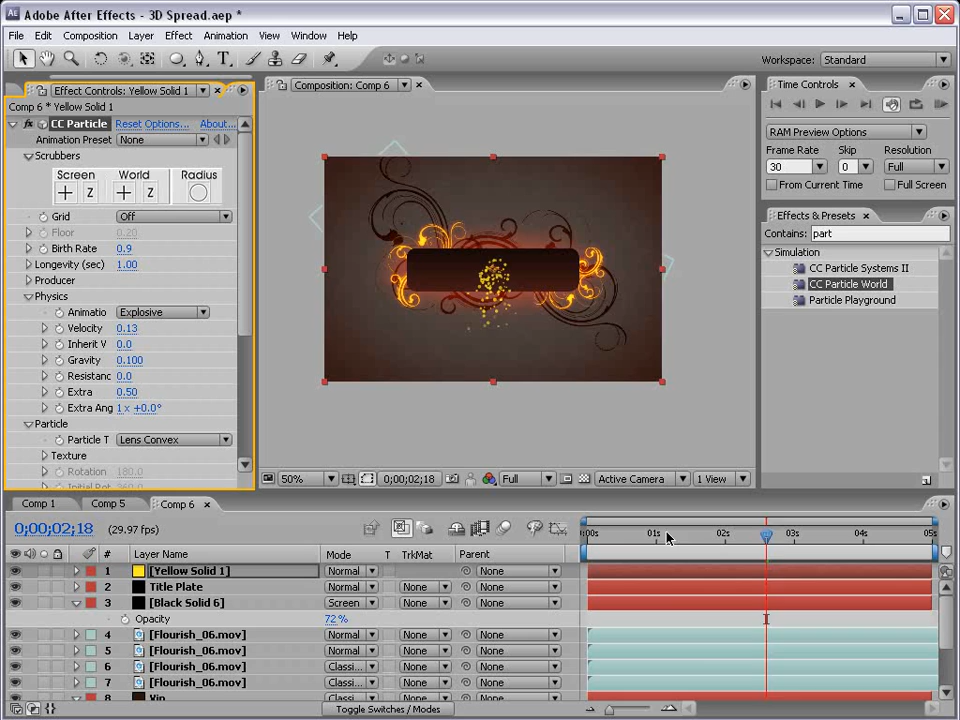 Adobe After Effects - 3D Spread.aep *
File Edit Composition Layer Effect Animation View Window Help
Workspace: Standard
Effect Controls: Yellow Solid 1
Comp 6 * Yellow Solid 1
CC Particle Reset Options... About...
Animation Preset None
Scrubbers
Screen World Radius
Z Z
Grid Off
Floor 0.20
Birth Rate 0.9
Longevity (sec) 1.00
Producer
Physics
Animatio Explosive
Velocity 0.13
Inherit V 0.0
Gravity 0.100
Resistanc 0.0
Extra 0.50
Extra Ang 1 x +0.0°
Particle
Particle T Lens Convex
Texture
Rotation 180.0
Composition: Comp 6
50% 0;00;02;18 Full Active Camera 1 View
Time Controls
RAM Preview Options
Frame Rate Skip Resolution
30 0 Full
From Current Time Full Screen
Effects & Presets
Contains: part
Simulation
CC Particle Systems II
CC Particle World
Particle Playground
Comp 1 Comp 5 Comp 6
0;00;02;18 (29.97 fps)
:00s 01s 02s 03s 04s 05s
# Layer Name Mode T TrkMat Parent
1 [Yellow Solid 1] Normal None
2 Title Plate Normal None None
3 [Black Solid 6] Screen None None
Opacity 72%
4 [Flourish_06.mov] Normal None None
5 [Flourish_06.mov] Normal None None
6 [Flourish_06.mov] Classi... None None
7 [Flourish_06.mov] Classi... None None
8 Classi... None None
Toggle Switches / Modes